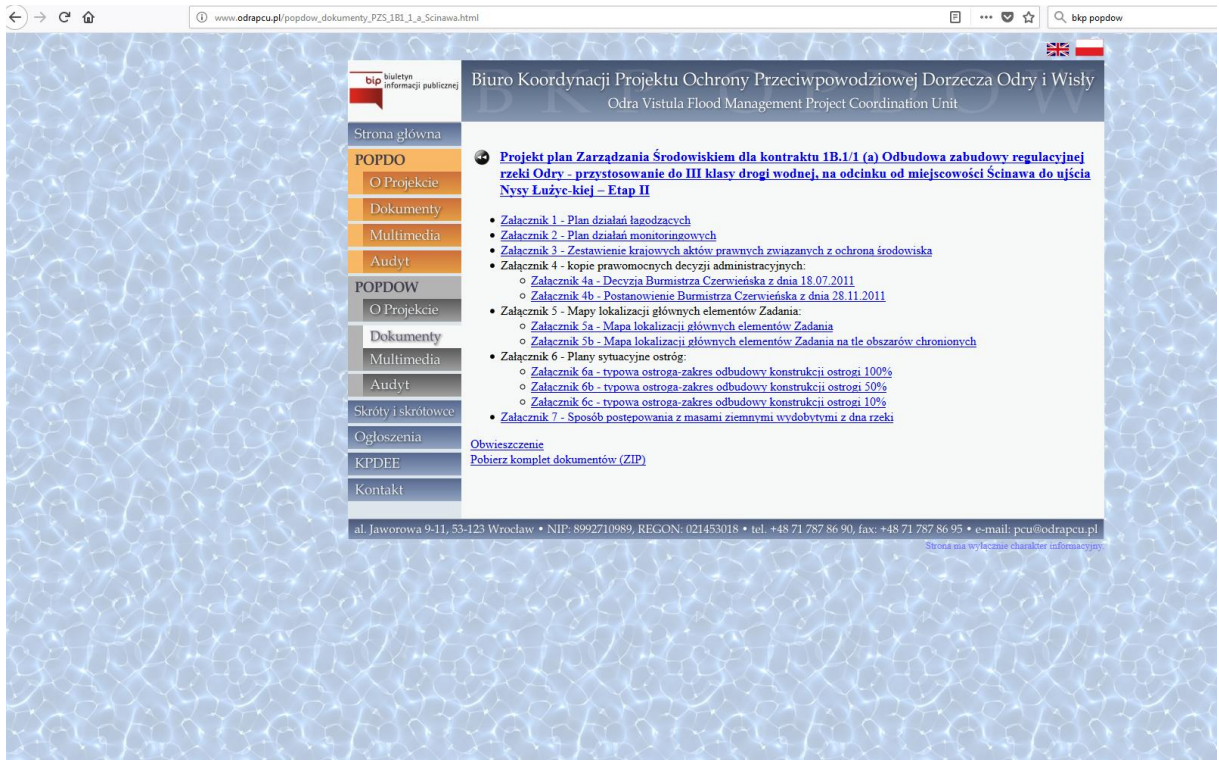 www.odrapcu.pl/popdow_dokumenty_PZS_1B1_1_a_Scinawa.html
bkp popdow
bip biuletyn
informacji publicznej
Biuro Koordynacji Projektu Ochrony Przeciwpowodziowej Dorzecza Odry i Wisły
Odra Vistula Flood Management Project Coordination Unit
Strona główna
POPDO
O Projekcie
Dokumenty
Multimedia
Audyt
POPDOW
O Projekcie
Dokumenty
Multimedia
Audyt
Skróty i skrótowce
Ogłoszenia
KPDEE
Kontakt
Projekt plan Zarządzania Środowiskiem dla kontraktu 1B.1/1 (a) Odbudowa zabudowy regulacyjnej
rzeki Odry - przystosowanie do III klasy drogi wodnej, na odcinku od miejscowości Ścinawa do ujścia
Nysy Łużyc-kiej – Etap II
• Załącznik 1 - Plan działań łagodzących
• Załącznik 2 - Plan działań monitoringowych
• Załącznik 3 - Zestawienie krajowych aktów prawnych związanych z ochroną środowiska
• Załącznik 4 - kopie prawomocnych decyzji administracyjnych:
○ Załącznik 4a - Decyzja Burmistrza Czerwieńska z dnia 18.07.2011
○ Załącznik 4b - Postanowienie Burmistrza Czerwieńska z dnia 28.11.2011
• Załącznik 5 - Mapy lokalizacji głównych elementów Zadania:
○ Załącznik 5a - Mapa lokalizacji głównych elementów Zadania
○ Załącznik 5b - Mapa lokalizacji głównych elementów Zadania na tle obszarów chronionych
• Załącznik 6 - Plany sytuacyjne ostróg:
○ Załącznik 6a - typowa ostroga-zakres odbudowy konstrukcji ostrogi 100%
○ Załącznik 6b - typowa ostroga-zakres odbudowy konstrukcji ostrogi 50%
○ Załącznik 6c - typowa ostroga-zakres odbudowy konstrukcji ostrogi 10%
• Załącznik 7 - Sposób postępowania z masami ziemnymi wydobytymi z dna rzeki
Obwieszczenie
Pobierz komplet dokumentów (ZIP)
al. Jaworowa 9-11, 53-123 Wrocław • NIP: 8992710989, REGON: 021453018 • tel. +48 71 787 86 90, fax: +48 71 787 86 95 • e-mail: pcu@odrapcu.pl
Strona ma wyłącznie charakter informacyjny